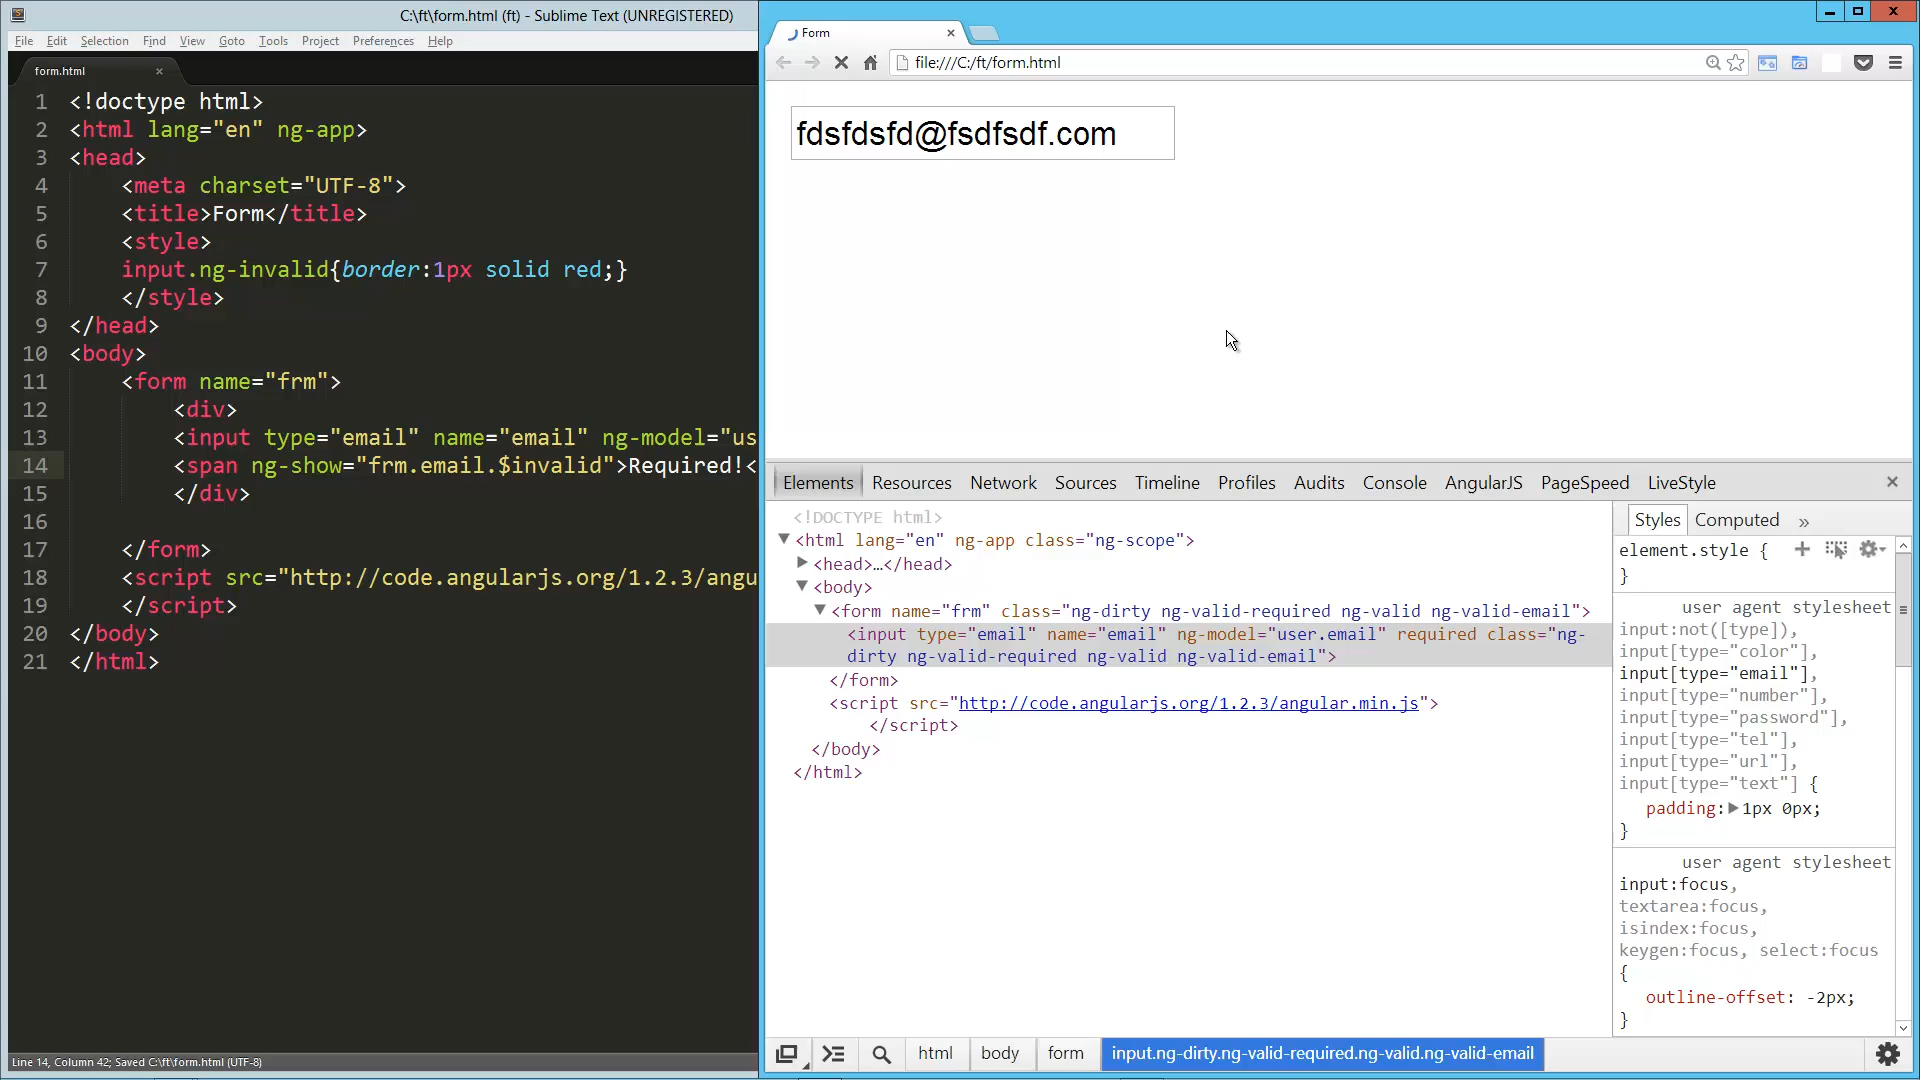 C:\ft\form.html (ft) - Sublime Text (UNREGISTERED)
File Edit Selection Find View Goto Tools Project Preferences Help
form.html ×
1 <!doctype html>
2 <html lang="en" ng-app>
3 <head>
4 <meta charset="UTF-8">
5 <title>Form</title>
6 <style>
7 input.ng-invalid{border:1px solid red;}
8 </style>
9 </head>
10 <body>
11 <form name="frm">
12 <div>
13 <input type="email" name="email" ng-model="us
14 <span ng-show="frm.email.$invalid">Required!<
15 </div>
16
17 </form>
18 <script src="http://code.angularjs.org/1.2.3/angu
19 </script>
20 </body>
21 </html>
Line 14, Column 42; Saved C:\ft\form.html (UTF-8)
Form ×
file:///C:/ft/form.html
fdsfdsfd@fsdfsdf.com
Elements Resources Network Sources Timeline Profiles Audits Console AngularJS PageSpeed LiveStyle ×
<!DOCTYPE html>
<html lang="en" ng-app class="ng-scope">
<head>…</head>
<body>
<form name="frm" class="ng-dirty ng-valid-required ng-valid ng-valid-email">
<input type="email" name="email" ng-model="user.email" required class="ng-
dirty ng-valid-required ng-valid ng-valid-email">
</form>
<script src="http://code.angularjs.org/1.2.3/angular.min.js">
</script>
</body>
</html>
Styles Computed »
element.style {
}
user agent stylesheet
input:not([type]),
input[type="color"],
input[type="email"],
input[type="number"],
input[type="password"],
input[type="tel"],
input[type="url"],
input[type="text"] {
padding: 1px 0px;
}
user agent stylesheet
input:focus,
textarea:focus,
isindex:focus,
keygen:focus, select:focus
{
outline-offset: -2px;
}
html body form input.ng-dirty.ng-valid-required.ng-valid.ng-valid-email